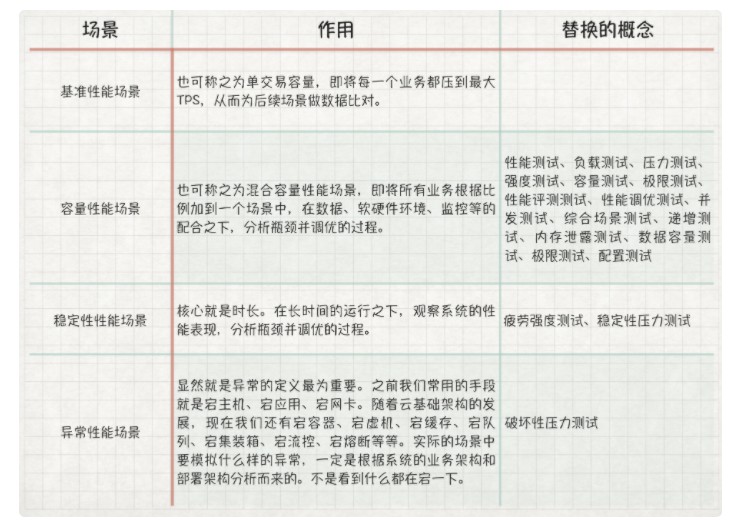 场景 作用 替换的概念
基准性能场景
也可称之为单交易容量，即将每一个业务都压到最大
TPS，从而为后续场景做数据比对。
容量性能场景
也可称之为混合容量性能场景，即将所有业务根据比
例加到一个场景中，在数据、软硬件环境、监控等的
配合之下，分析瓶颈并调优的过程。
性能测试、负载测试、压力测试、
强度测试、容量测试、极限测试、
性能评测测试、性能调优测试、并
发测试、综合场景测试、递增测
试、内存泄露测试、数据容量测
试、极限测试、配置测试
稳定性性能场景
核心就是时长。在长时间的运行之下，观察系统的性
能表现，分析瓶颈并调优的过程。
疲劳强度测试、稳定性压力测试
异常性能场景
显然就是异常的定义最为重要。之前我们常用的手段
就是宕主机、宕应用、宕网卡。随着云基础架构的发
展，现在我们还有宕容器、宕虚机、宕缓存、宕队
列、宕集装箱、宕流控、宕熔断等等。实际的场景中
要模拟什么样的异常，一定是根据系统的业务架构和
部署架构分析而来的。不是看到什么都在宕一下。
破坏性压力测试